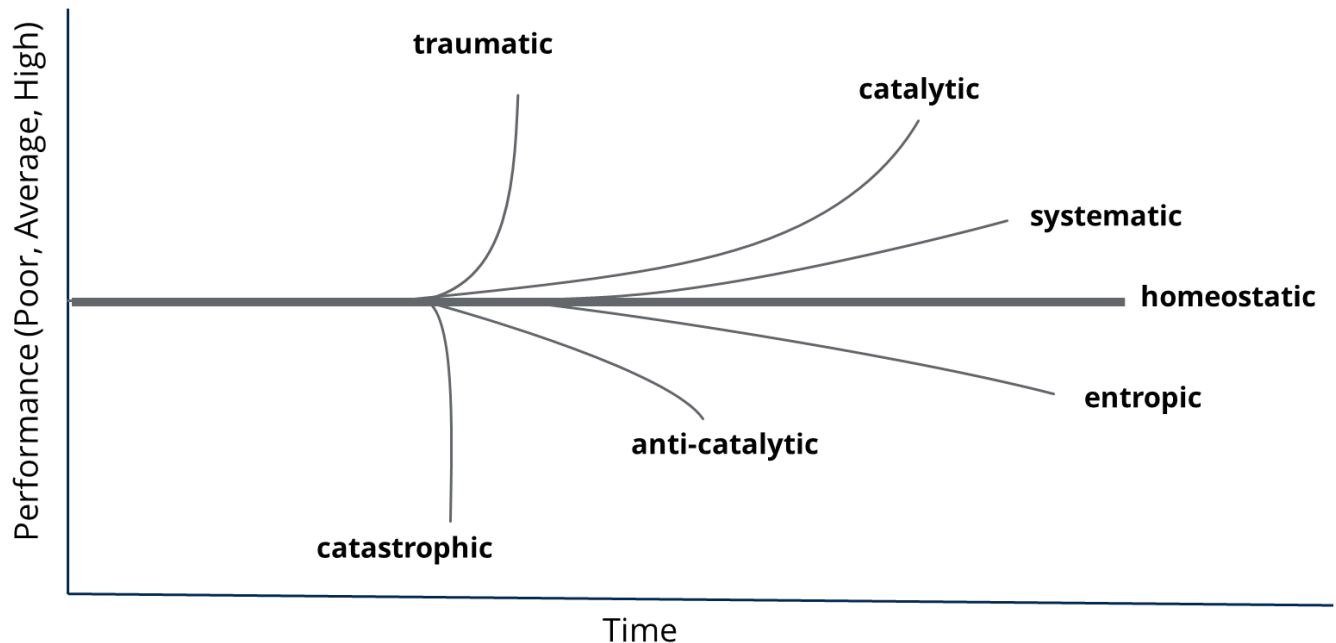 Performance (Poor, Average, High)
traumatic
catalytic
systematic
homeostatic
entropic
anti-catalytic
catastrophic
Time